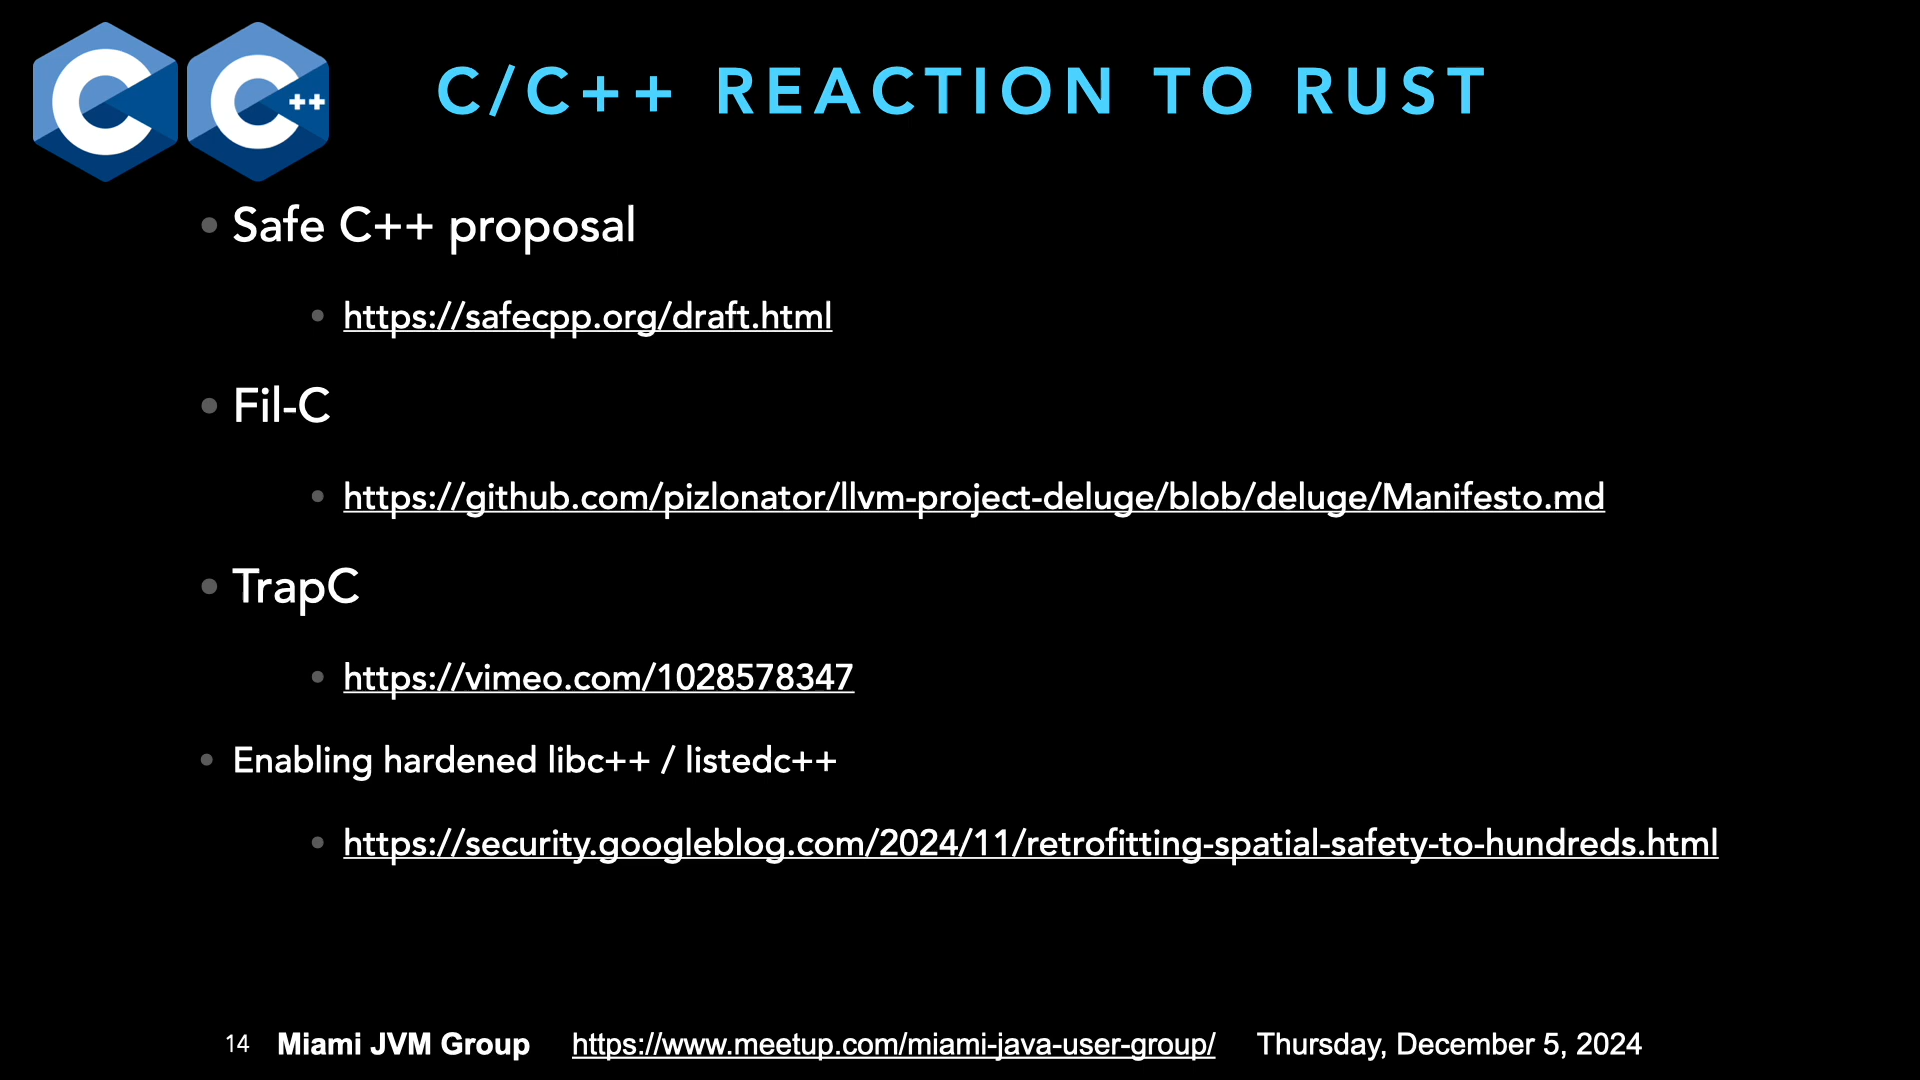 C C++
C/C++ REACTION TO RUST
• Safe C++ proposal
• https://safecpp.org/draft.html
• Fil-C
• https://github.com/pizlonator/llvm-project-deluge/blob/deluge/Manifesto.md
• TrapC
• https://vimeo.com/1028578347
• Enabling hardened libc++ / listedc++
• https://security.googleblog.com/2024/11/retrofitting-spatial-safety-to-hundreds.html
14 Miami JVM Group https://www.meetup.com/miami-java-user-group/ Thursday, December 5, 2024